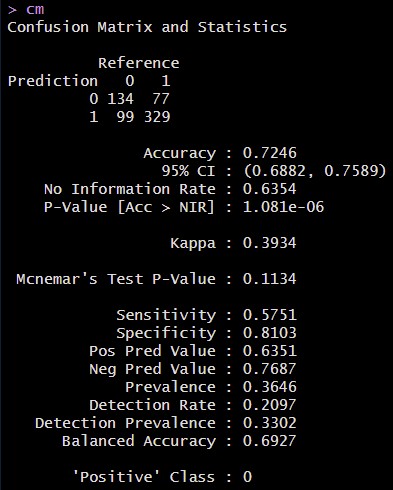 > cm
Confusion Matrix and Statistics
Reference
Prediction 0 1
0 134 77
1 99 329
Accuracy : 0.7246
95% CI : (0.6882, 0.7589)
No Information Rate : 0.6354
P-Value [Acc > NIR] : 1.081e-06
Kappa : 0.3934
Mcnemar's Test P-Value : 0.1134
Sensitivity : 0.5751
Specificity : 0.8103
Pos Pred Value : 0.6351
Neg Pred Value : 0.7687
Prevalence : 0.3646
Detection Rate : 0.2097
Detection Prevalence : 0.3302
Balanced Accuracy : 0.6927
'Positive' Class : 0